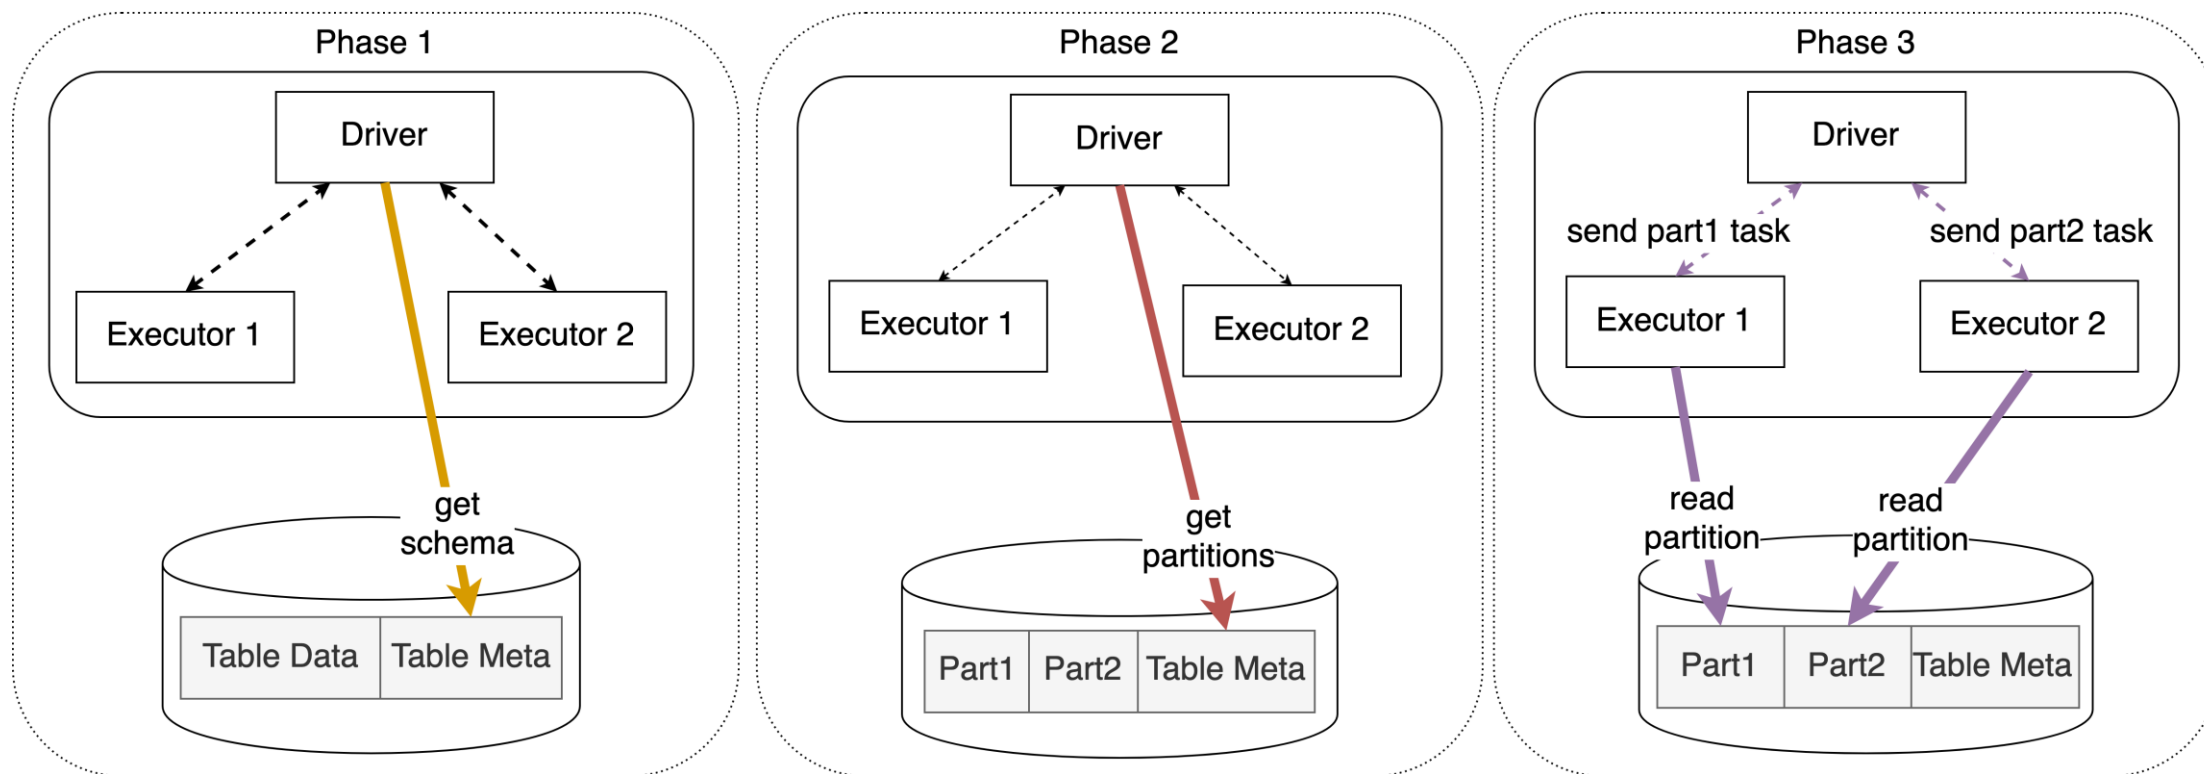 Phase 1
Driver
Executor 1
Executor 2
get
schema
Table Data
Table Meta
Phase 2
Driver
Executor 1
Executor 2
get
partitions
Part1
Part2
Table Meta
Phase 3
Driver
send part1 task
send part2 task
Executor 1
Executor 2
read
partition
read
partition
Part1
Part2
Table Meta